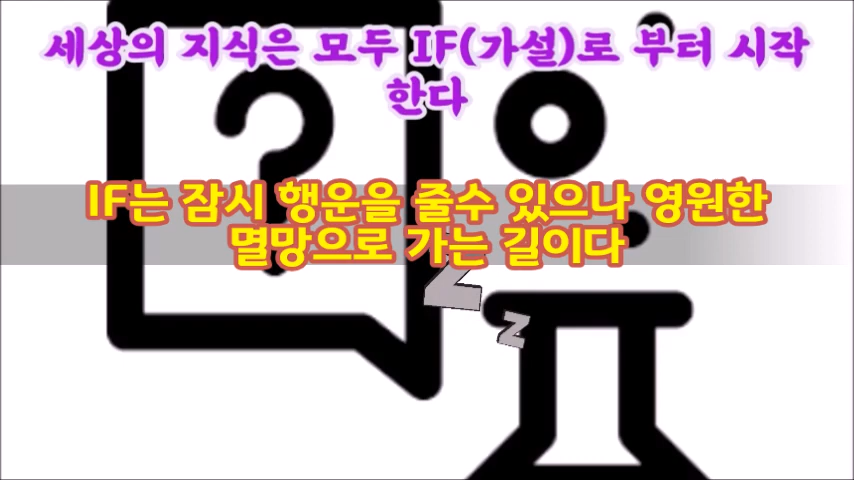 세상의 지식은 모두 IF(가설)로 부터 시작
한다
?
IF는 잠시 행운을 줄수 있으나 영원한
멸망으로 가는 길이다
Z
z